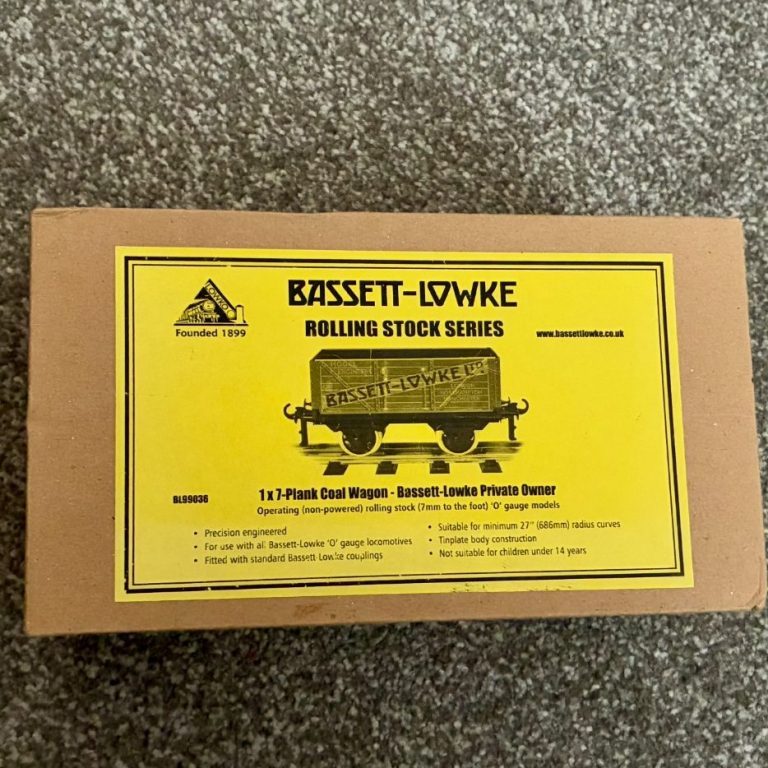 BASSETT-LOWKE
ROLLING STOCK SERIES
LOWKO
Founded 1899
www.bassettlowke.co.uk
BASSETT-LOWKE LTD
BL99036
1 x 7-Plank Coal Wagon - Bassett-Lowke Private Owner
Operating (non-powered) rolling stock (7mm to the foot) 'O' gauge models
• Precision engineered
• For use with all Bassett-Lowke 'O' gauge locomotives
• Fitted with standard Bassett-Lowke couplings
• Suitable for minimum 27" (686mm) radius curves
• Tinplate body construction
• Not suitable for children under 14 years